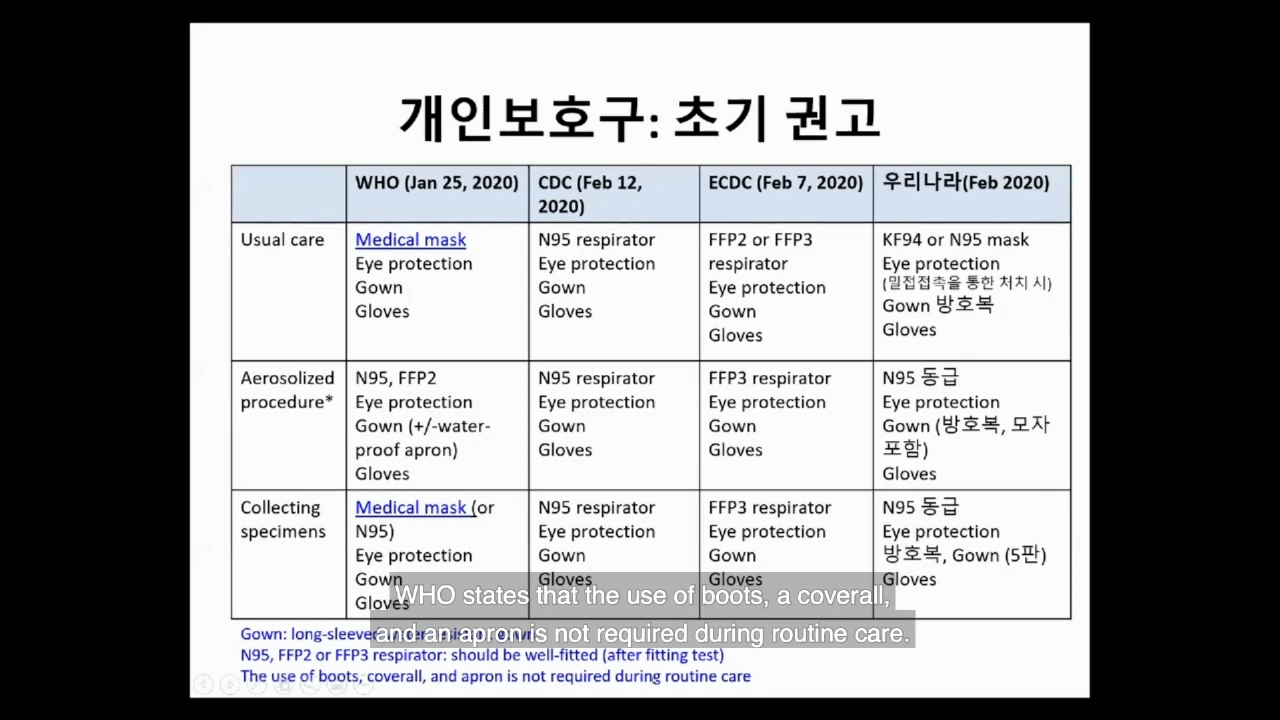 개인보호구: 초기 권고
WHO (Jan 25, 2020)
CDC (Feb 12,
2020)
ECDC (Feb 7, 2020)
우리나라(Feb 2020)
Usual care
Medical mask
Eye protection
Gown
Gloves
N95 respirator
Eye protection
Gown
Gloves
FFP2 or FFP3
respirator
Eye protection
Gown
Gloves
KF94 or N95 mask
Eye protection
(밀접접촉을 통한 처치 시)
Gown 방호복
Gloves
Aerosolized
procedure*
N95, FFP2
Eye protection
Gown (+/-water-
proof apron)
Gloves
N95 respirator
Eye protection
Gown
Gloves
FFP3 respirator
Eye protection
Gown
Gloves
N95 동급
Eye protection
Gown (방호복, 모자
포함)
Gloves
Collecting
specimens
Medical mask (or
N95)
Eye protection
Gown
Gloves
N95 respirator
Eye protection
Gown
Gloves
FFP3 respirator
Eye protection
Gown
Gloves
N95 동급
Eye protection
방호복, Gown (5판)
Gloves
WHO states that the use of boots, a coverall,
and an apron is not required during routine care.
Gown: long-sleeved
N95, FFP2 or FFP3 respirator: should be well-fitted (after fitting test)
The use of boots, coverall, and apron is not required during routine care